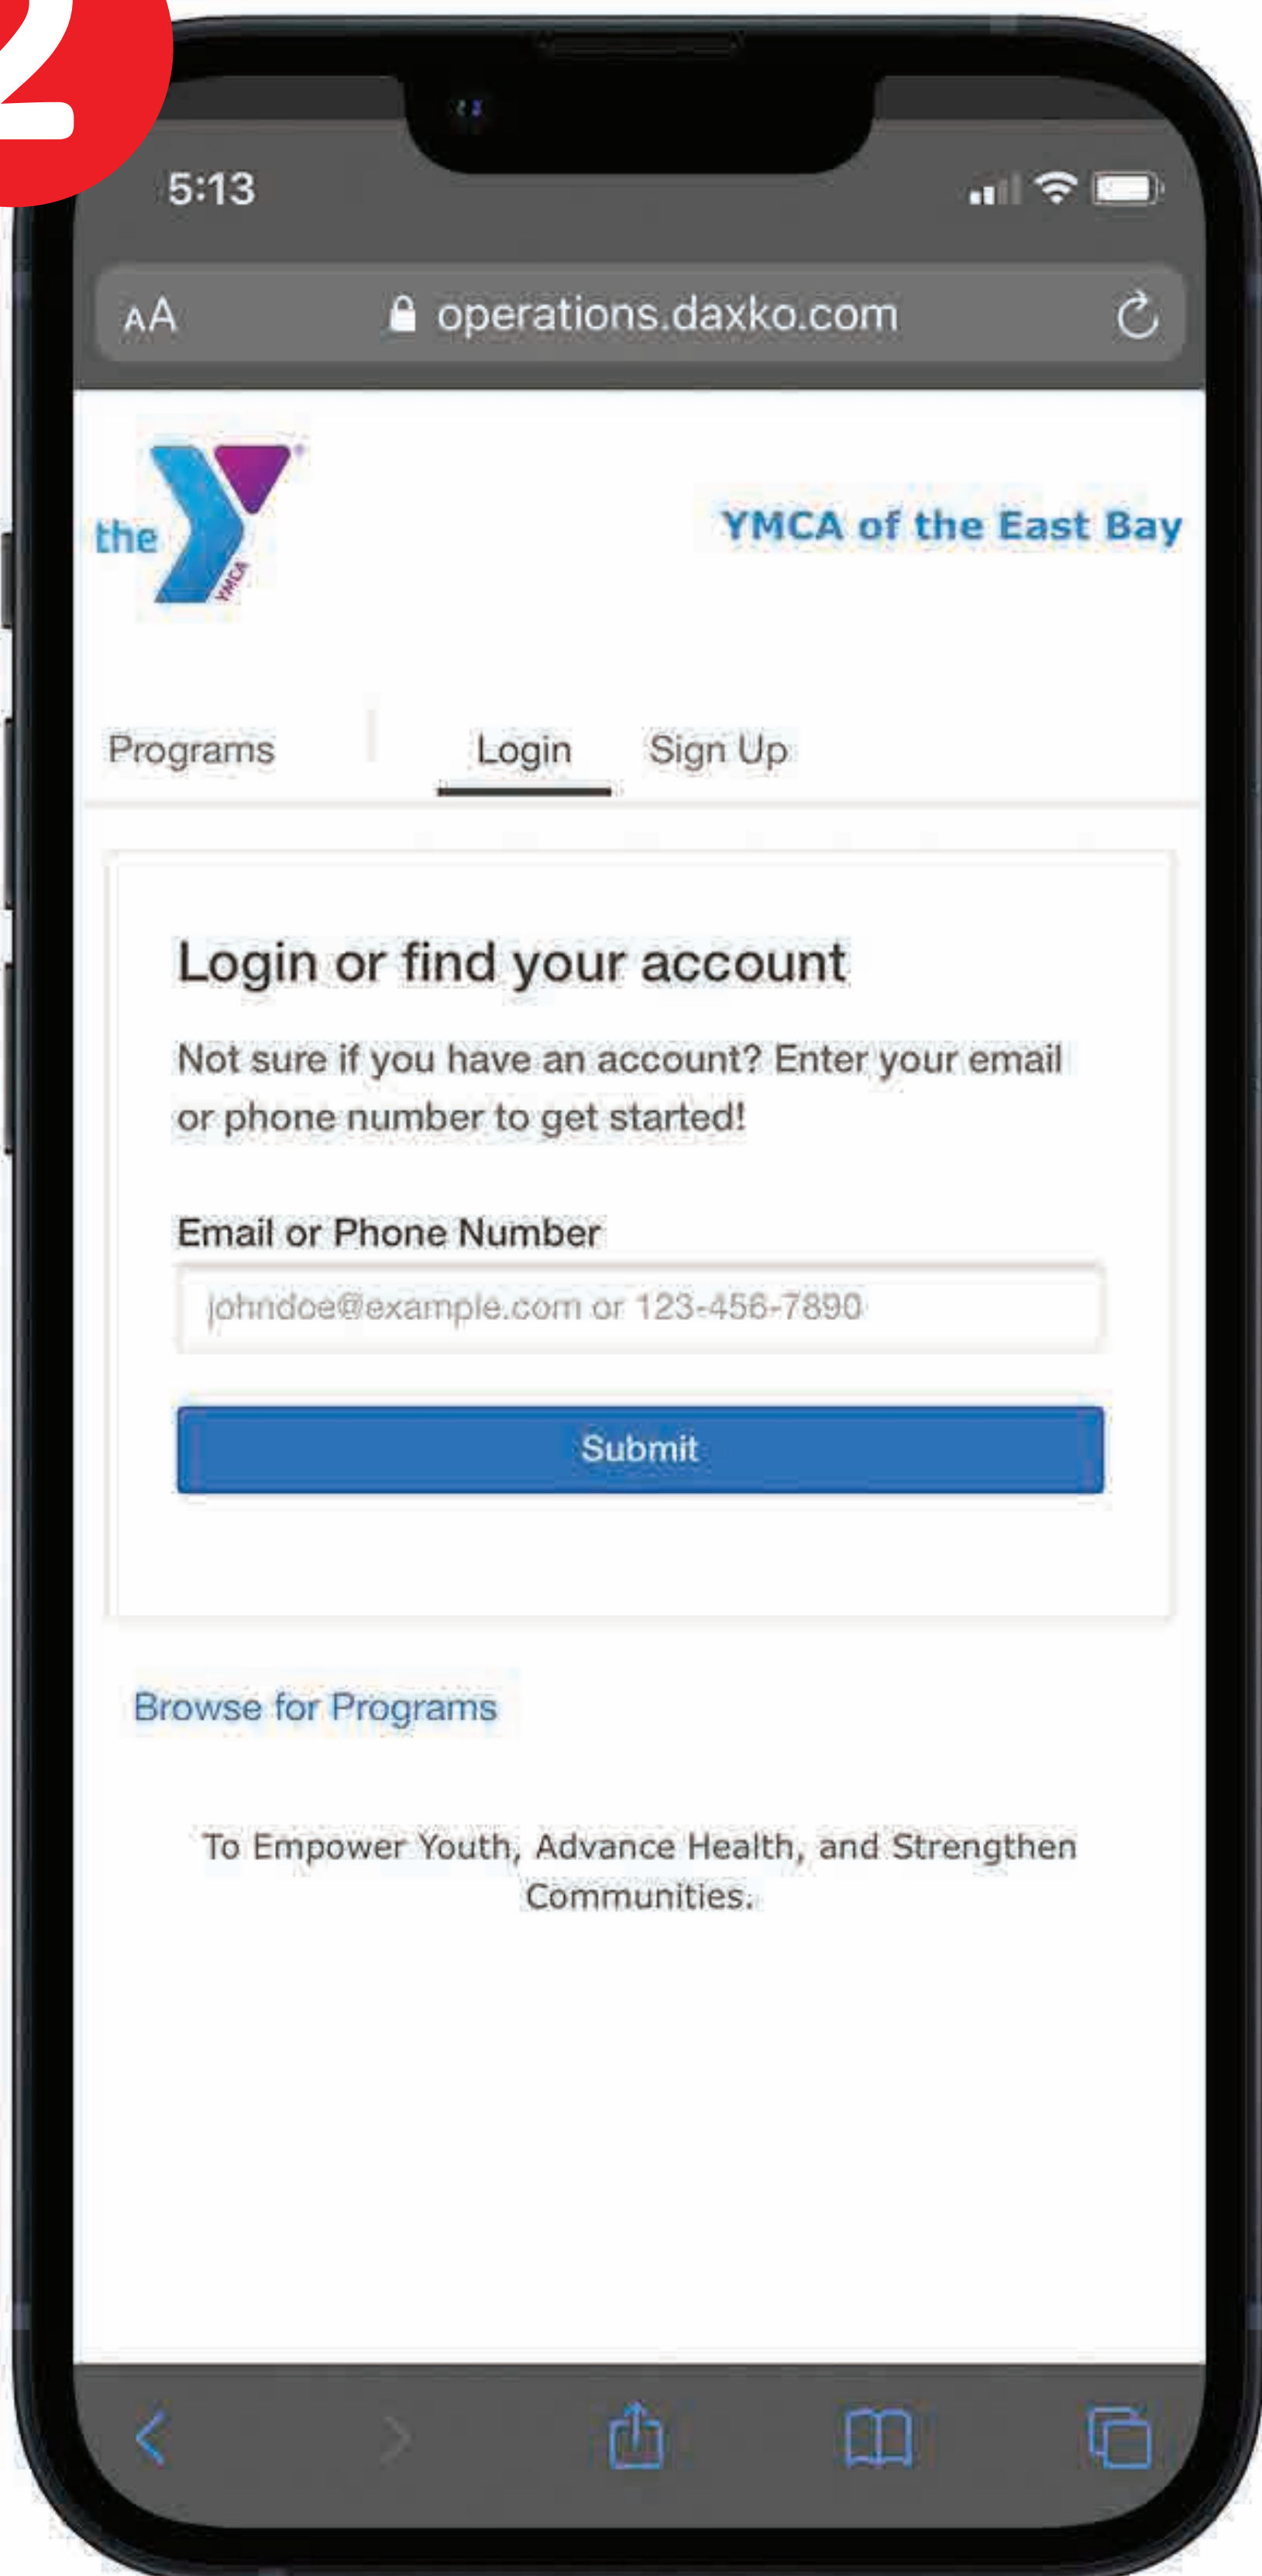 2
5:13
AA operations.daxko.com
the
YMCA
YMCA of the East Bay
Programs Login Sign Up
Login or find your account
Not sure if you have an account? Enter your email
or phone number to get started!
Email or Phone Number
johndoe@example.com or 123-456-7890
Submit
Browse for Programs
To Empower Youth, Advance Health, and Strengthen
Communities.